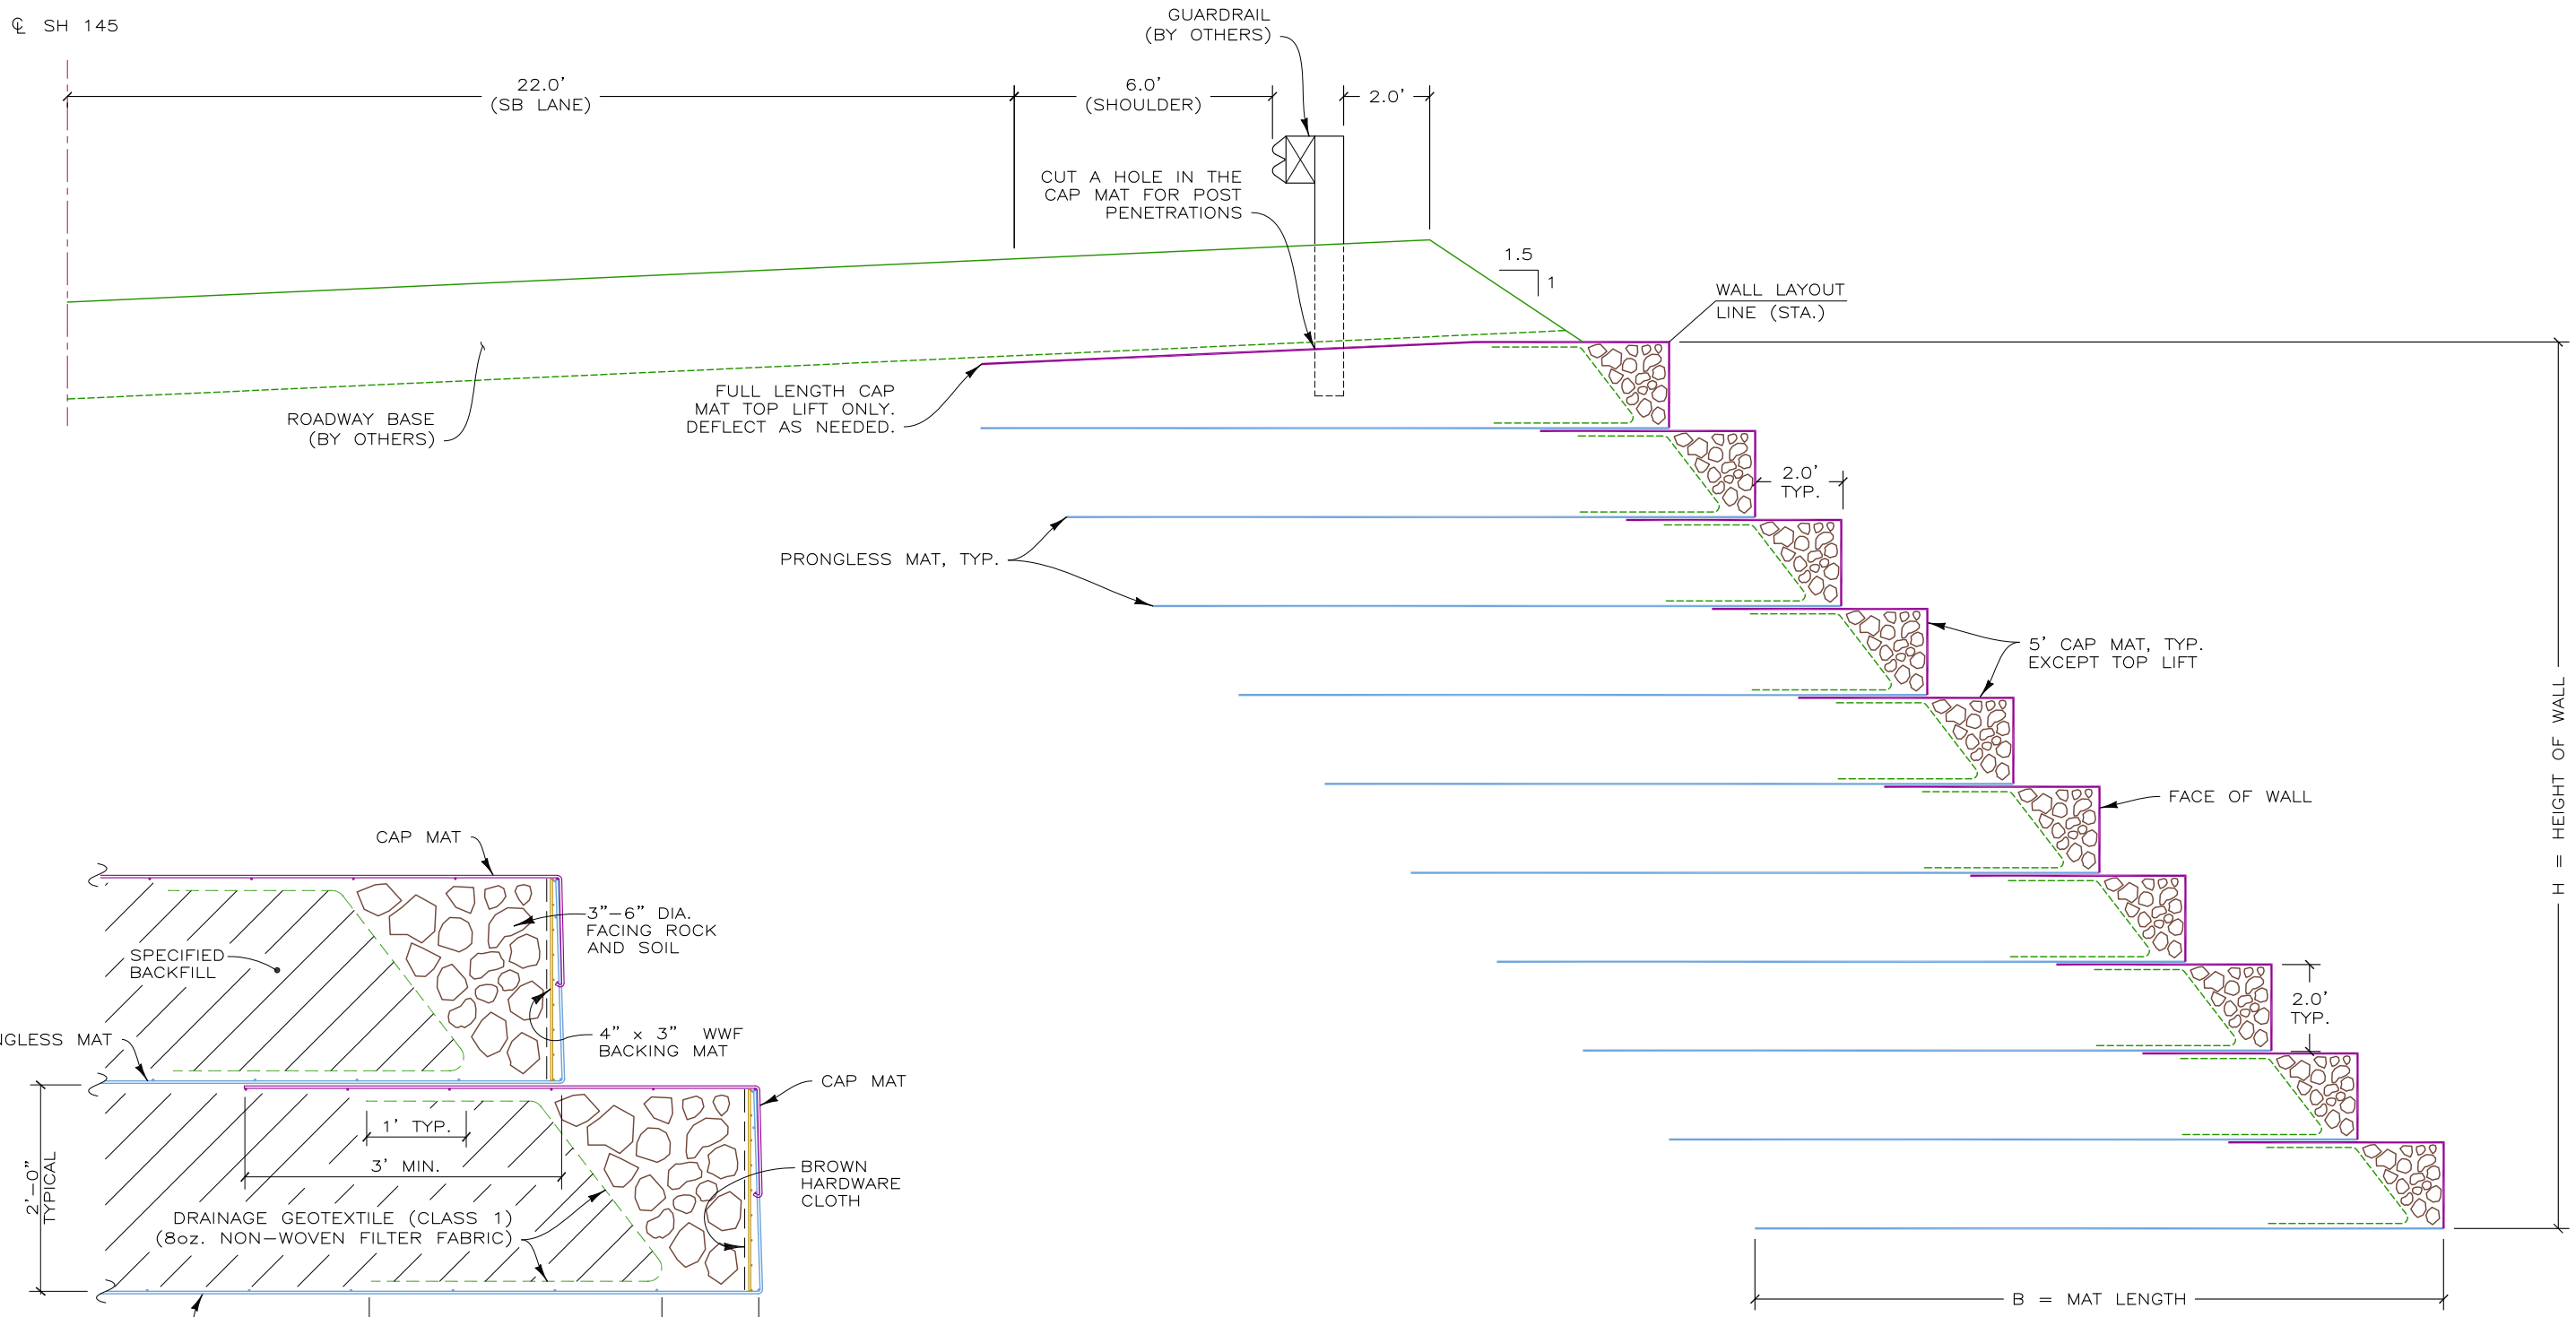 ℄ SH 145
GUARDRAIL
(BY OTHERS)
22.0'
(SB LANE)
6.0'
(SHOULDER)
2.0'
CUT A HOLE IN THE
CAP MAT FOR POST
PENETRATIONS
1.5
1
WALL LAYOUT
LINE (STA.)
ROADWAY BASE
(BY OTHERS)
FULL LENGTH CAP
MAT TOP LIFT ONLY.
DEFLECT AS NEEDED.
2.0'
TYP.
PRONGLESS MAT, TYP.
5' CAP MAT, TYP.
EXCEPT TOP LIFT
H = HEIGHT OF WALL
FACE OF WALL
2.0'
TYP.
B = MAT LENGTH
CAP MAT
3"–6" DIA.
FACING ROCK
AND SOIL
SPECIFIED
BACKFILL
4" x 3" WWF
BACKING MAT
NGLESS MAT
CAP MAT
1' TYP.
3' MIN.
BROWN
HARDWARE
CLOTH
2'–0"
TYPICAL
DRAINAGE GEOTEXTILE (CLASS 1)
(8oz. NON–WOVEN FILTER FABRIC)